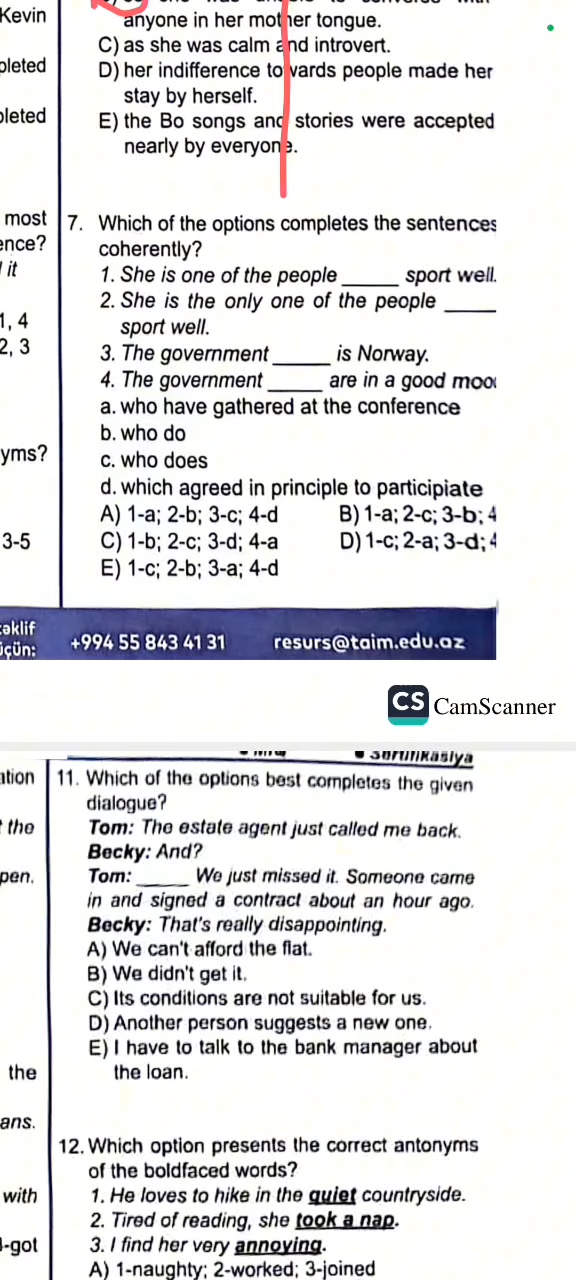 Kevin
pleted
oleted
anyone in her mother tongue.
C) as she was calm and introvert.
D) her indifference towards people made her
stay by herself.
E) the Bo songs and stories were accepted
nearly by everyone.
most
ence?
it
1, 4
2, 3
yms?
3-5
7. Which of the options completes the sentences
coherently?
1. She is one of the people _____ sport well.
2. She is the only one of the people _____
sport well.
3. The government _____ is Norway.
4. The government _____ are in a good moo
a. who have gathered at the conference
b. who do
c. who does
d. which agreed in principle to participiate
A) 1-a; 2-b; 3-c; 4-d B) 1-a; 2-c; 3-b; 4
C) 1-b; 2-c; 3-d; 4-a D) 1-c; 2-a; 3-d; 4
E) 1-c; 2-b; 3-a; 4-d
təklif
üçün:
+994 55 843 41 31 resurs@taim.edu.az
CS CamScanner
ation
the
pen.
the
ans.
with
-got
11. Which of the options best completes the given
dialogue?
Tom: The estate agent just called me back.
Becky: And?
Tom: _____ We just missed it. Someone came
in and signed a contract about an hour ago.
Becky: That's really disappointing.
A) We can't afford the flat.
B) We didn't get it.
C) Its conditions are not suitable for us.
D) Another person suggests a new one.
E) I have to talk to the bank manager about
the loan.
12. Which option presents the correct antonyms
of the boldfaced words?
1. He loves to hike in the quiet countryside.
2. Tired of reading, she took a nap.
3. I find her very annoying.
A) 1-naughty; 2-worked; 3-joined